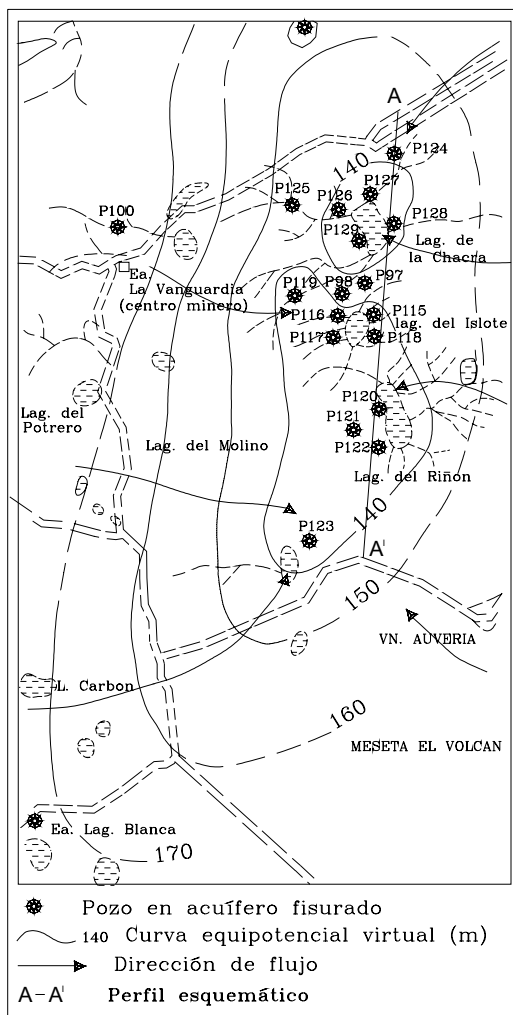 A
P124
140
P127
P125
P126
P100
P128
P129
Lag. de
la Chacra
Ea.
La Vanguardia
(centro minero)
P97
P98
P119
P116
P115
lag. del Islote
P117
P118
P120
Lag. del
Potrero
P121
Lag. del Molino
P122
Lag. del Riñon
140
P123
A'
150
VN. AUVERIA
L. Carbon
160
MESETA EL VOLCAN
Ea. Lag. Blanca
170
Pozo en acuífero fisurado
140 Curva equipotencial virtual (m)
Dirección de flujo
A-A' Perfil esquemático